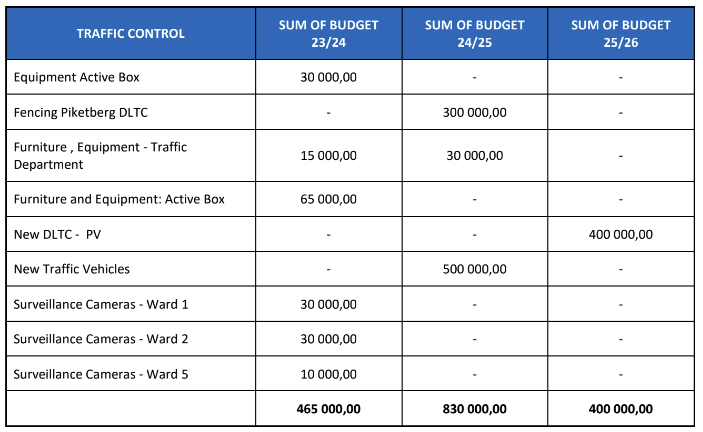 TRAFFIC CONTROL SUM OF BUDGET 23/24 SUM OF BUDGET 24/25 SUM OF BUDGET 25/26
Equipment Active Box 30 000,00 - -
Fencing Piketberg DLTC - 300 000,00 -
Furniture , Equipment - Traffic Department 15 000,00 30 000,00 -
Furniture and Equipment: Active Box 65 000,00 - -
New DLTC - PV - - 400 000,00
New Traffic Vehicles - 500 000,00 -
Surveillance Cameras - Ward 1 30 000,00 - -
Surveillance Cameras - Ward 2 30 000,00 - -
Surveillance Cameras - Ward 5 10 000,00 - -
465 000,00 830 000,00 400 000,00